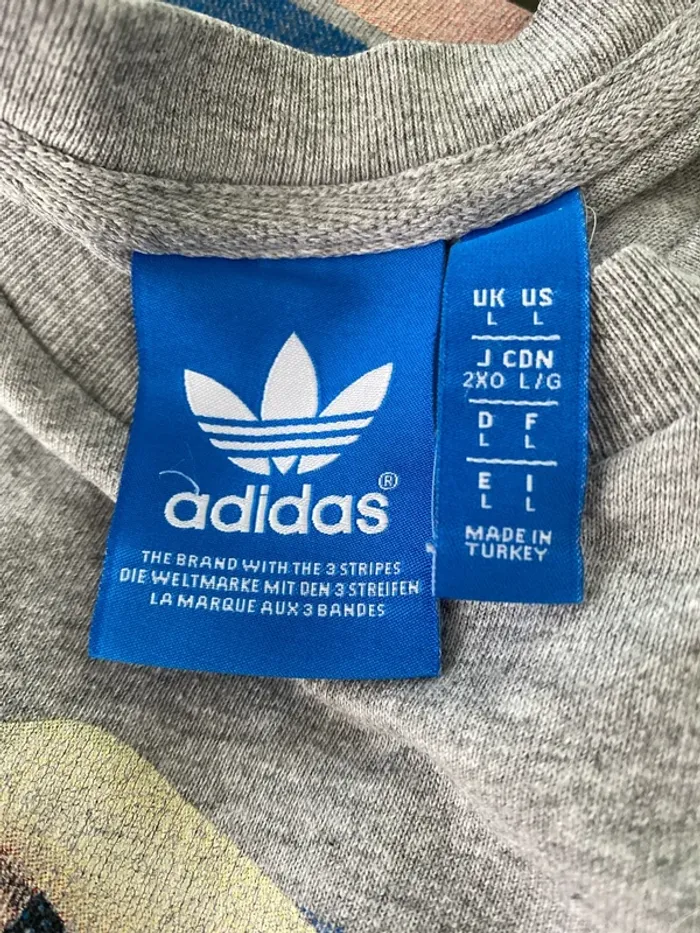 adidas®
THE BRAND WITH THE 3 STRIPES
DIE WELTMARKE MIT DEN 3 STREIFEN
LA MARQUE AUX 3 BANDES
UK US
L L
J CDN
2XO L/G
D F
L L
E I
L L
MADE IN
TURKEY